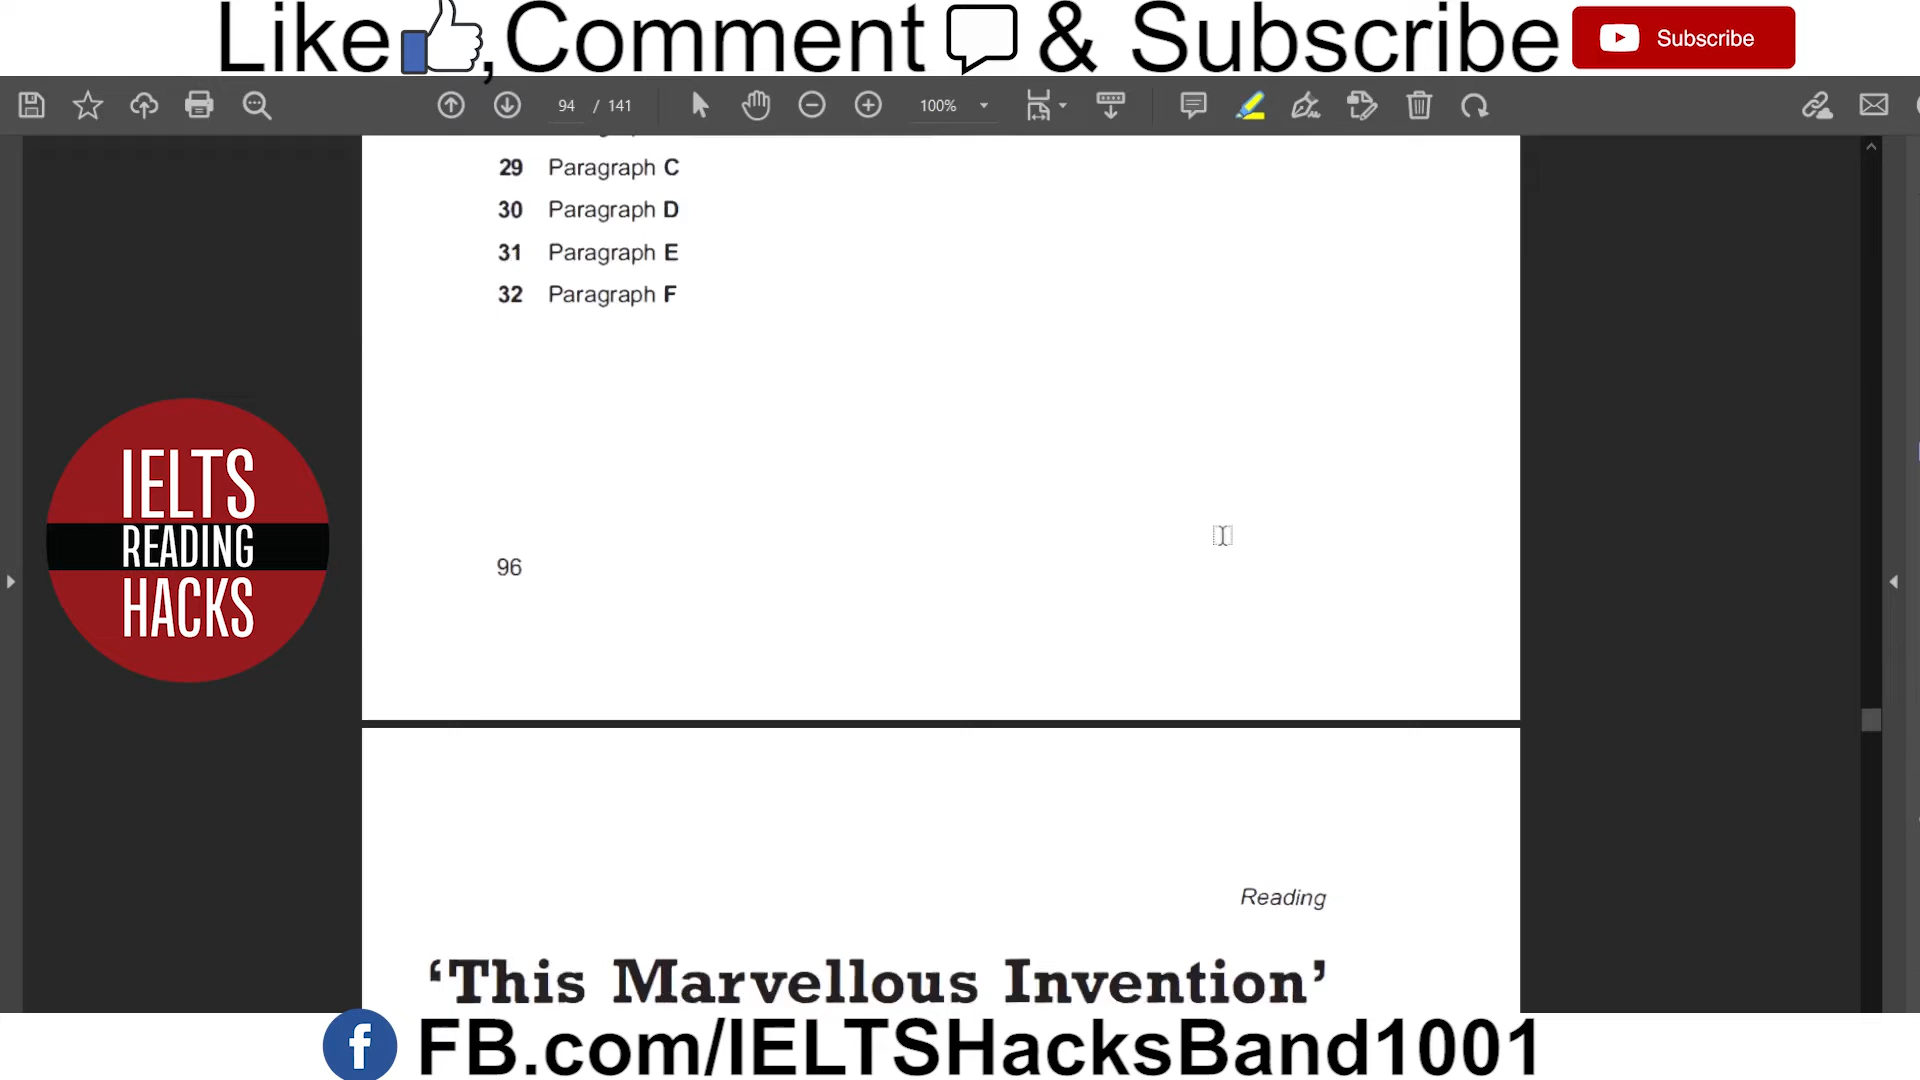 Like, Comment & Subscribe Subscribe
94 / 141 100%
29 Paragraph C
30 Paragraph D
31 Paragraph E
32 Paragraph F
IELTS
READING
HACKS
96
Reading
‘This Marvellous Invention’
f FB.com/IELTSHacksBand1001